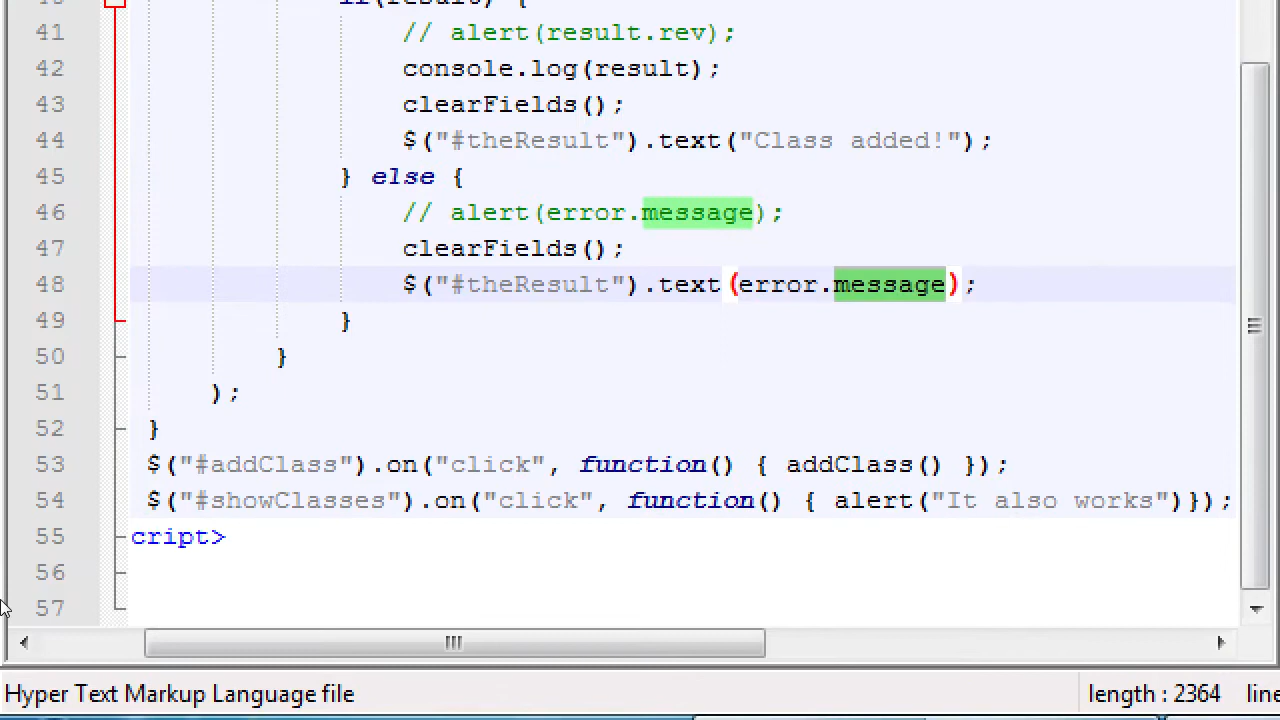 40 if(result) {
41 // alert(result.rev);
42 console.log(result);
43 clearFields();
44 $("#theResult").text("Class added!");
45 } else {
46 // alert(error.message);
47 clearFields();
48 $("#theResult").text(error.message);
49 }
50 }
51 );
52 }
53 $("#addClass").on("click", function() { addClass() });
54 $("#showClasses").on("click", function() { alert("It also works")});
55 cript>
56
57
Hyper Text Markup Language file length : 2364 line